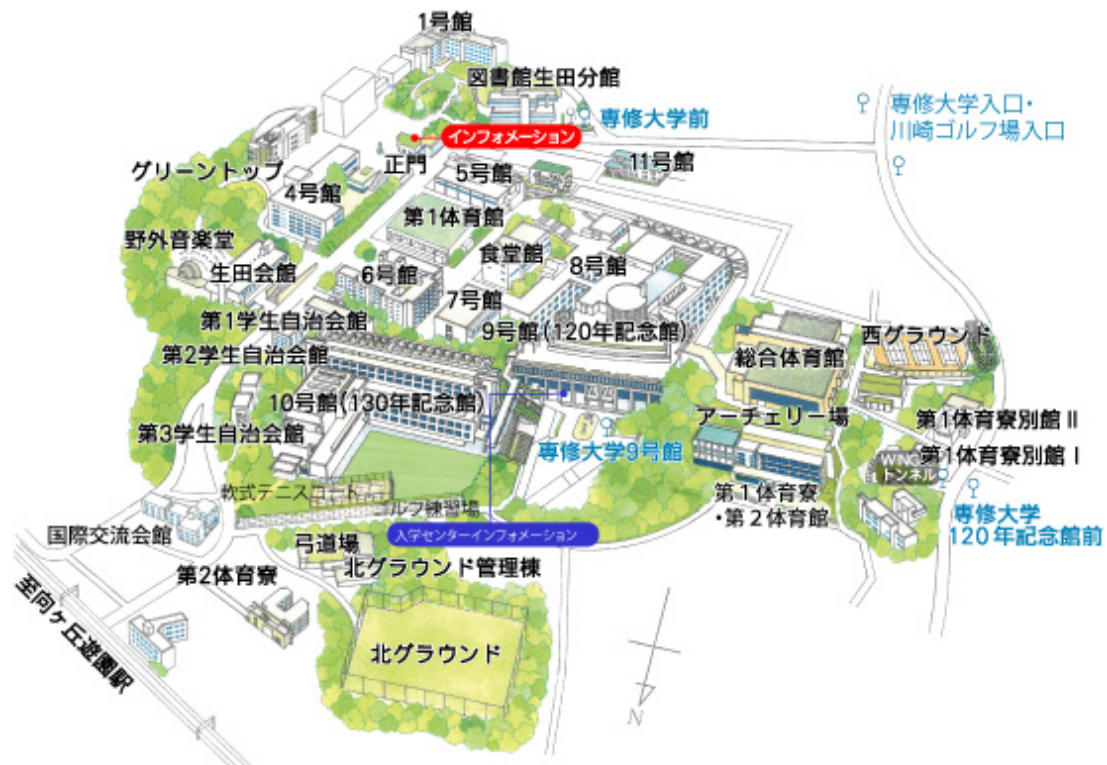 1号館
図書館生田分館
専修大学前
専修大学入口・
川崎ゴルフ場入口
インフォメーション
正門
グリーントップ
4号館
5号館
11号館
第1体育館
野外音楽堂
生田会館
食堂館
6号館
8号館
7号館
第1学生自治会館
9号館(120年記念館)
第2学生自治会館
総合体育館
西グラウンド
10号館(130年記念館)
第3学生自治会館
アーチェリー場
第1体育寮別館Ⅱ
専修大学9号館
第1体育寮別館Ⅰ
トンネル
軟式テニスコート
ゴルフ練習場
第1体育寮
・第2体育館
専修大学
120年記念館前
国際交流会館
入学センターインフォメーション
弓道場
北グラウンド管理棟
第2体育寮
至向ヶ丘遊園駅
北グラウンド
N